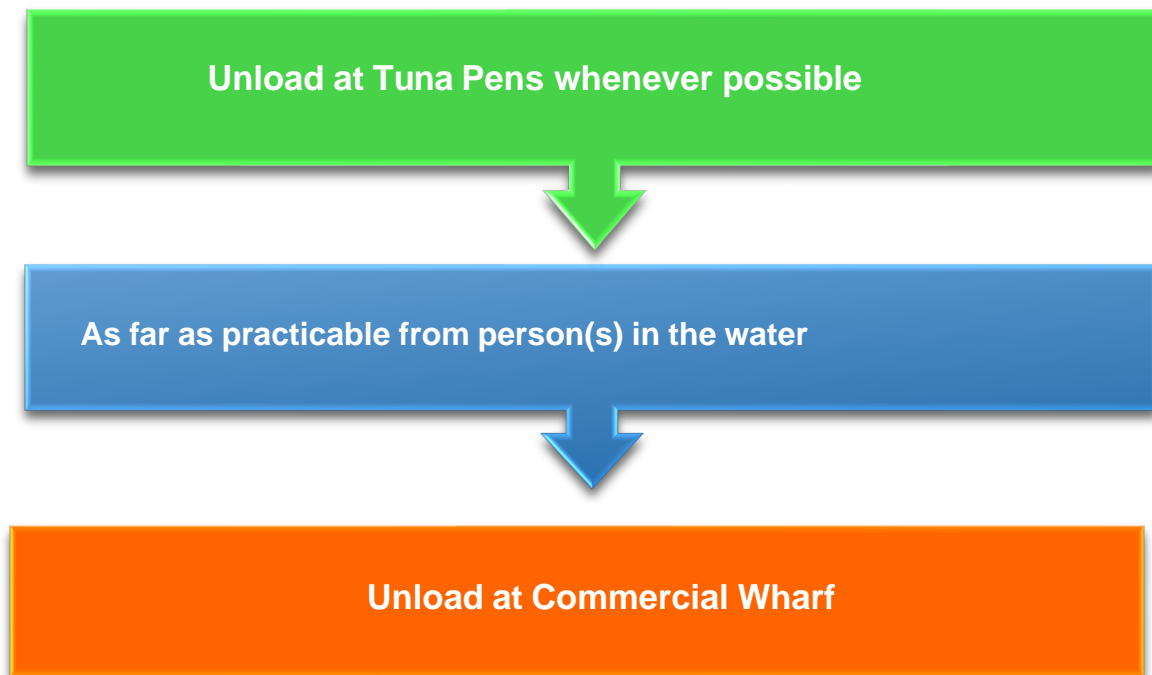 Unload at Tuna Pens whenever possible
As far as practicable from person(s) in the water
Unload at Commercial Wharf